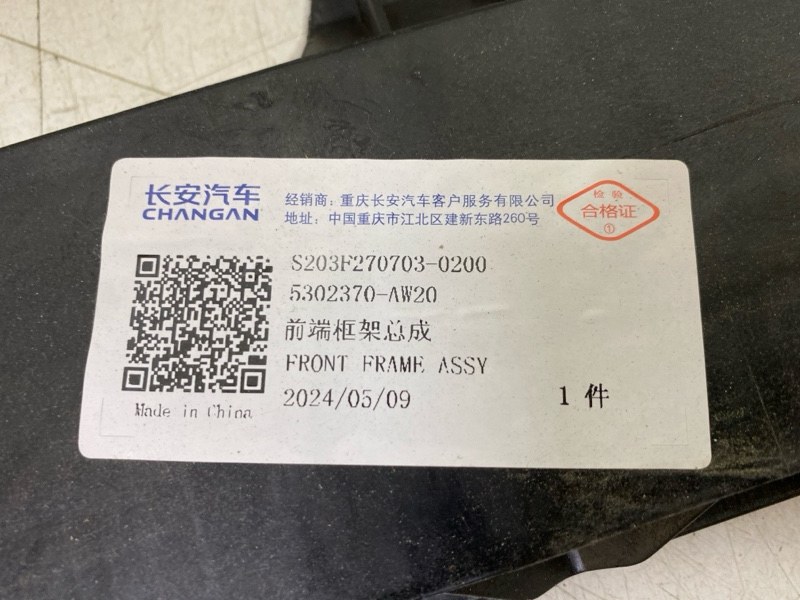 长安汽车
CHANGAN
经销商：重庆长安汽车客户服务有限公司
地址：中国重庆市江北区建新东路260号
检验
合格证
①
S203F270703-0200
5302370-AW20
前端框架总成
FRONT FRAME ASSY
2024/05/09
1 件
Made in China